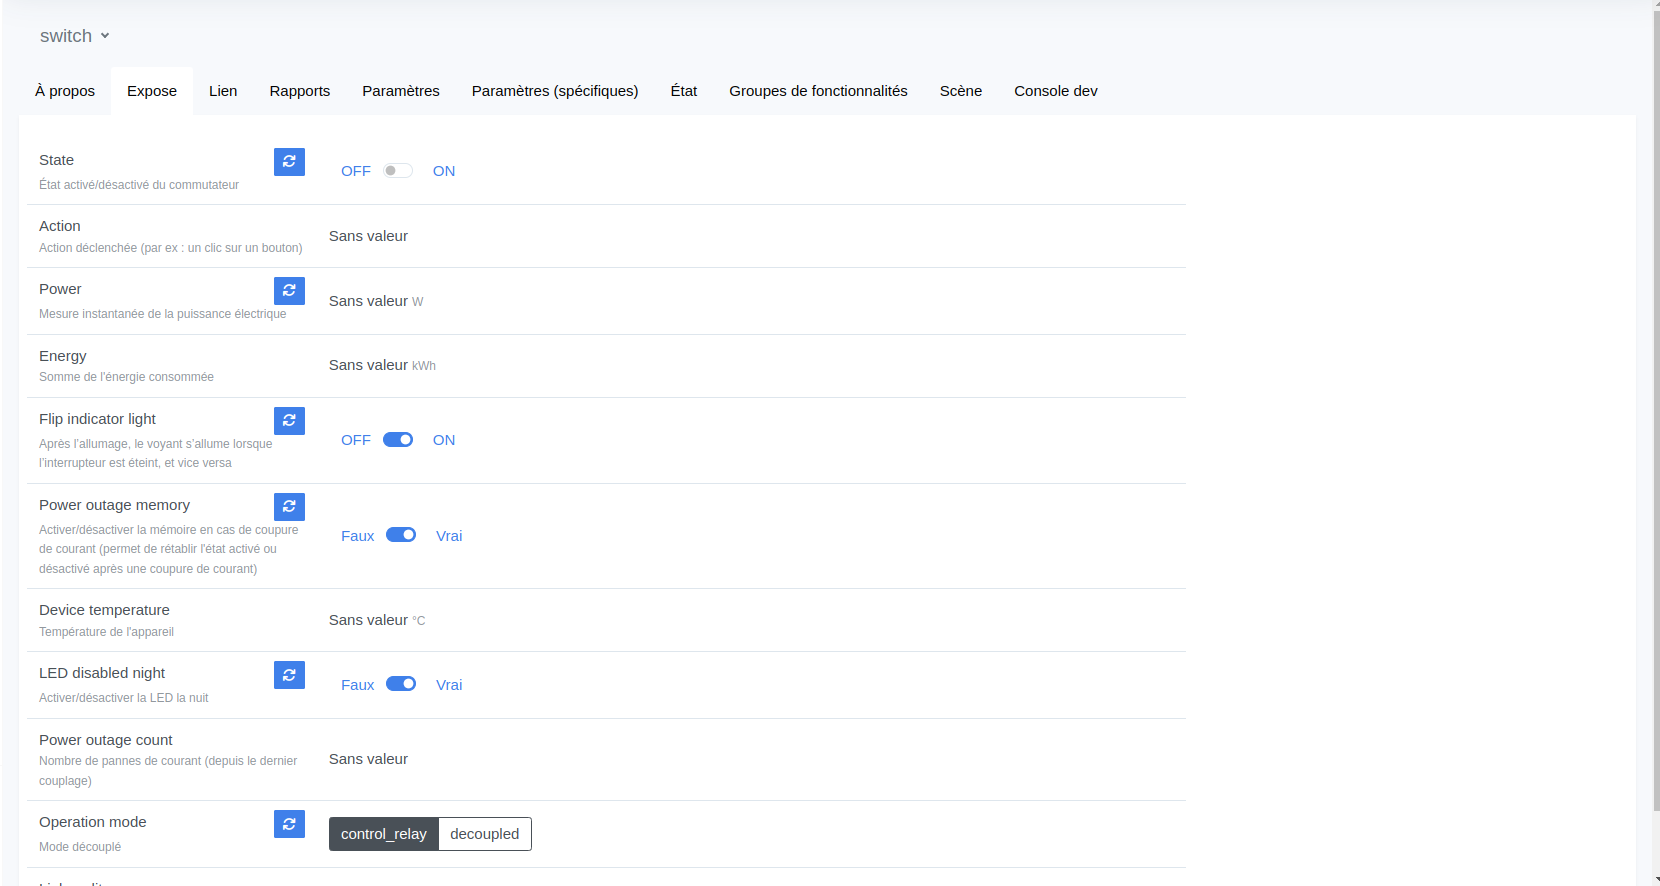 switch
À propos Expose Lien Rapports Paramètres Paramètres (spécifiques) État Groupes de fonctionnalités Scène Console dev
State
État activé/désactivé du commutateur
OFF ON
Action
Action déclenchée (par ex : un clic sur un bouton)
Sans valeur
Power
Mesure instantanée de la puissance électrique
Sans valeur W
Energy
Somme de l'énergie consommée
Sans valeur kWh
Flip indicator light
Après l'allumage, le voyant s'allume lorsque
l'interrupteur est éteint, et vice versa
OFF ON
Power outage memory
Activer/désactiver la mémoire en cas de coupure
de courant (permet de rétablir l'état activé ou
désactivé après une coupure de courant)
Faux Vrai
Device temperature
Température de l'appareil
Sans valeur °C
LED disabled night
Activer/désactiver la LED la nuit
Faux Vrai
Power outage count
Nombre de pannes de courant (depuis le dernier
couplage)
Sans valeur
Operation mode
Mode découplé
control_relay decoupled